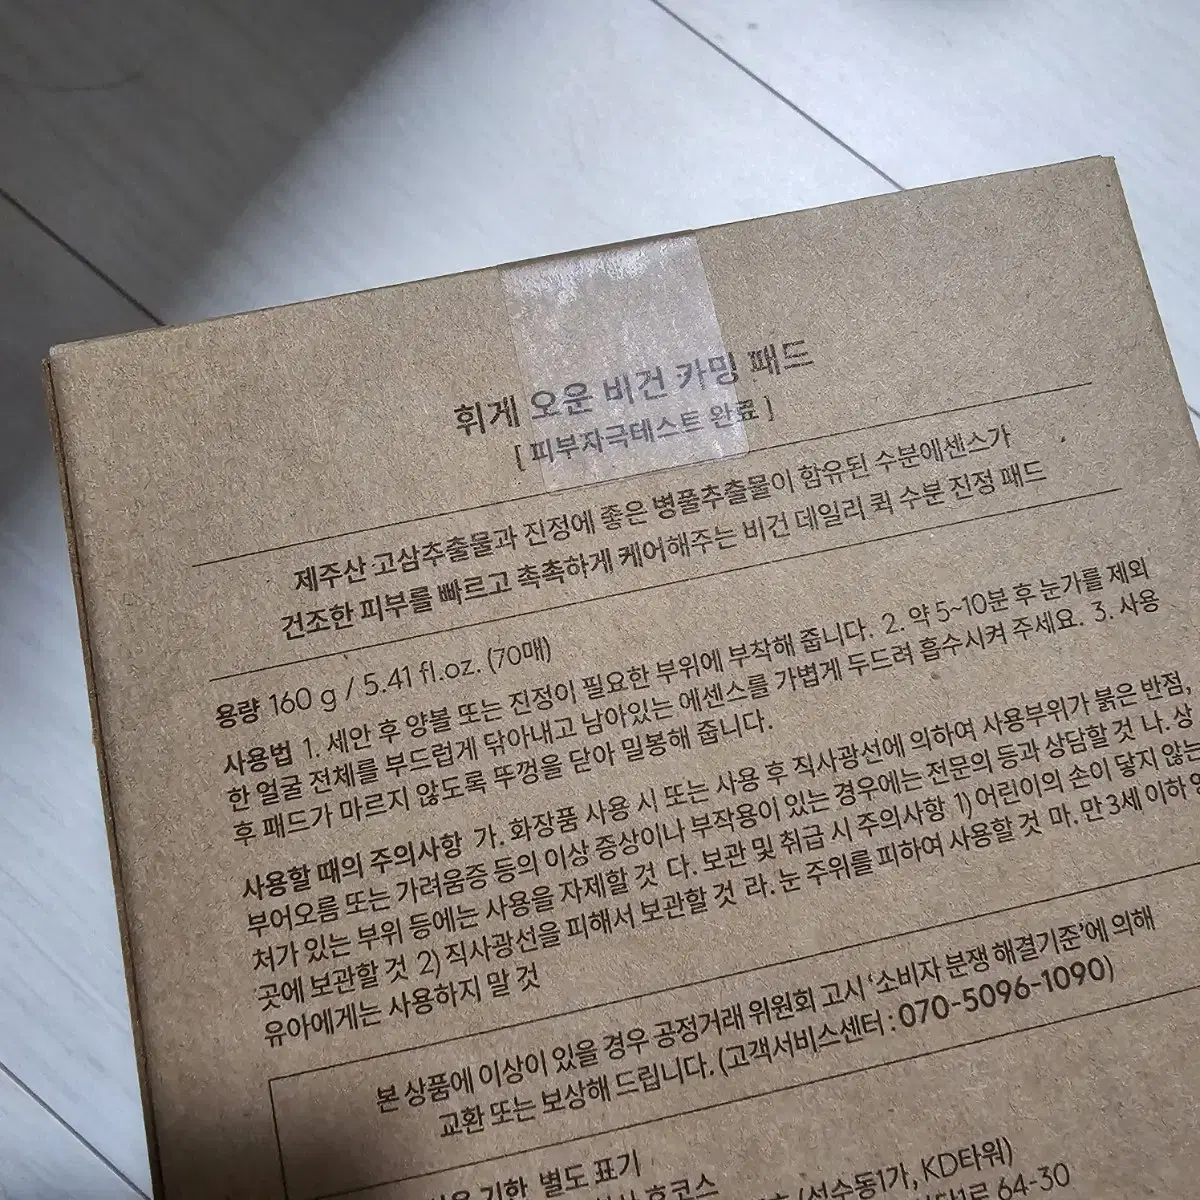 휘게 오운 비건 카밍 패드
[ 피부자극테스트 완료 ]
제주산 고삼추출물과 진정에 좋은 병풀추출물이 함유된 수분에센스가
건조한 피부를 빠르고 촉촉하게 케어해주는 비건 데일리 퀵 수분 진정 패드
용량 160 g / 5.41 fl.oz. (70매)
사용법 1. 세안 후 양볼 또는 진정이 필요한 부위에 부착해 줍니다. 2. 약 5~10분 후 눈가를 제외
한 얼굴 전체를 부드럽게 닦아내고 남아있는 에센스를 가볍게 두드려 흡수시켜 주세요. 3. 사용
후 패드가 마르지 않도록 뚜껑을 닫아 밀봉해 줍니다.
사용할 때의 주의사항 가. 화장품 사용 시 또는 사용 후 직사광선에 의하여 사용부위가 붉은 반점,
부어오름 또는 가려움증 등의 이상 증상이나 부작용이 있는 경우에는 전문의 등과 상담할 것 나. 상
처가 있는 부위 등에는 사용을 자제할 것 다. 보관 및 취급 시 주의사항 1) 어린이의 손이 닿지 않는
곳에 보관할 것 2) 직사광선을 피해서 보관할 것 라. 눈 주위를 피하여 사용할 것 마. 만 3세 이하
유아에게는 사용하지 말 것
본 상품에 이상이 있을 경우 공정거래 위원회 고시 ‘소비자 분쟁 해결기준’에 의해
교환 또는 보상해 드립니다. (고객서비스센터 : 070-5096-1090)
기한 별도 표기
코스
(성수동1가, KD타워)
64-30